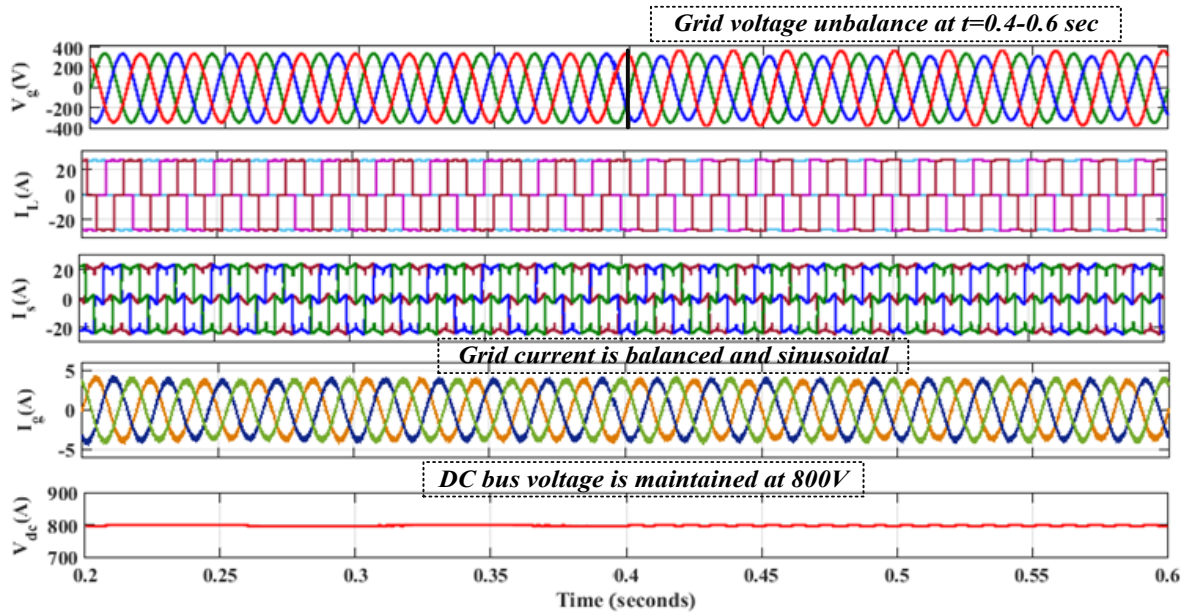 Grid voltage unbalance at t=0.4-0.6 sec
400
200
0
-200
-400
V_g(V)
20
0
-20
I_L(A)
20
0
-20
I_s(A)
Grid current is balanced and sinusoidal
5
0
-5
I_g(A)
DC bus voltage is maintained at 800V
900
800
700
V_dc(A)
0.2 0.25 0.3 0.35 0.4 0.45 0.5 0.55 0.6
Time (seconds)